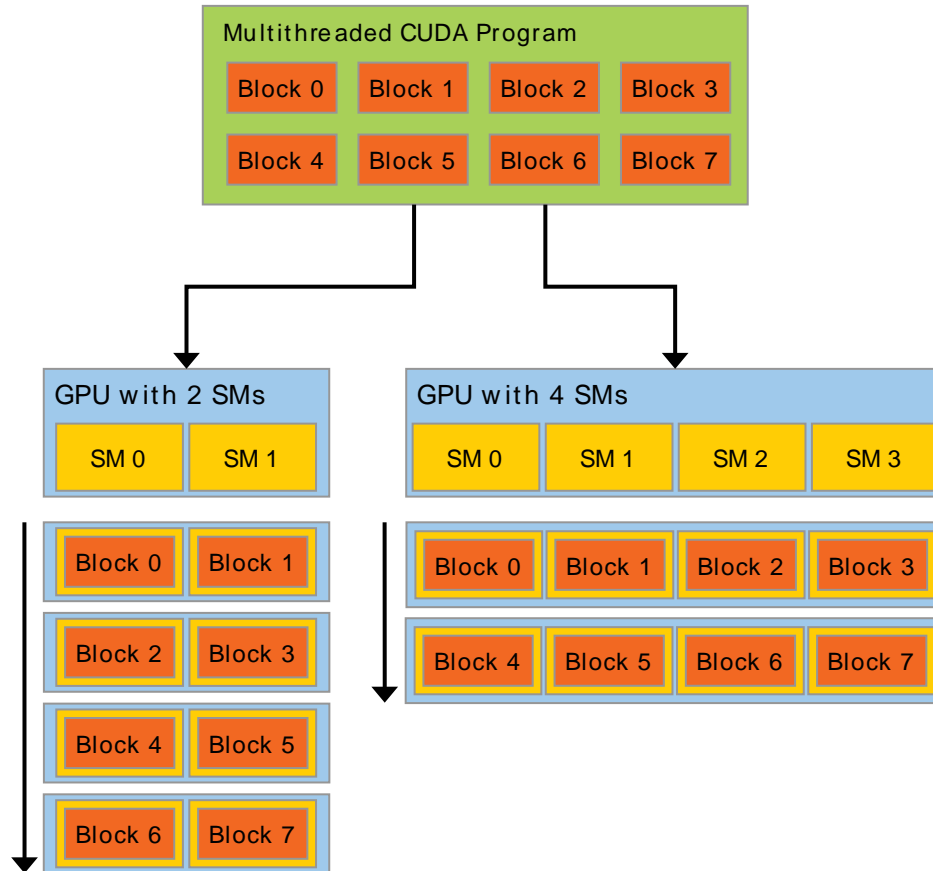 Multithreaded CUDA Program
Block 0 Block 1 Block 2 Block 3
Block 4 Block 5 Block 6 Block 7
GPU with 2 SMs
SM 0 SM 1
Block 0 Block 1
Block 2 Block 3
Block 4 Block 5
Block 6 Block 7
GPU with 4 SMs
SM 0 SM 1 SM 2 SM 3
Block 0 Block 1 Block 2 Block 3
Block 4 Block 5 Block 6 Block 7